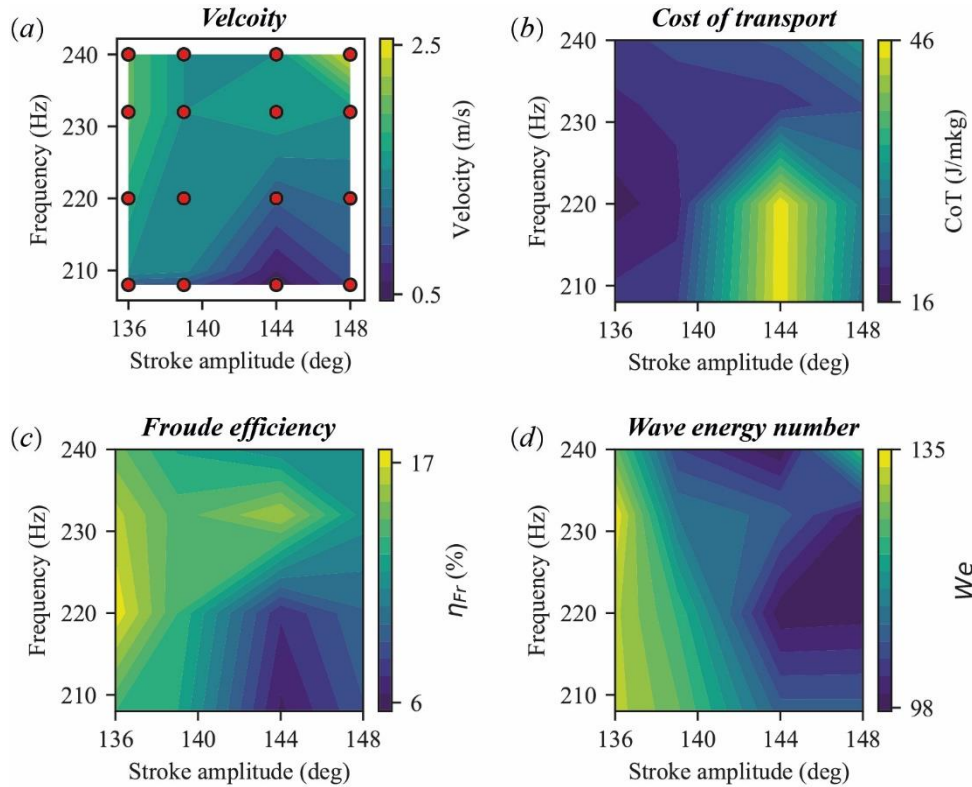 (a) Velcoity
240
230
220
210
136 140 144 148
Frequency (Hz)
Stroke amplitude (deg)
2.5
0.5
Velocity (m/s)
(b) Cost of transport
240
230
220
210
136 140 144 148
Frequency (Hz)
Stroke amplitude (deg)
46
16
CoT (J/mkg)
(c) Froude efficiency
240
230
220
210
136 140 144 148
Frequency (Hz)
Stroke amplitude (deg)
17
6
ηFr (%)
(d) Wave energy number
240
230
220
210
136 140 144 148
Frequency (Hz)
Stroke amplitude (deg)
135
98
We